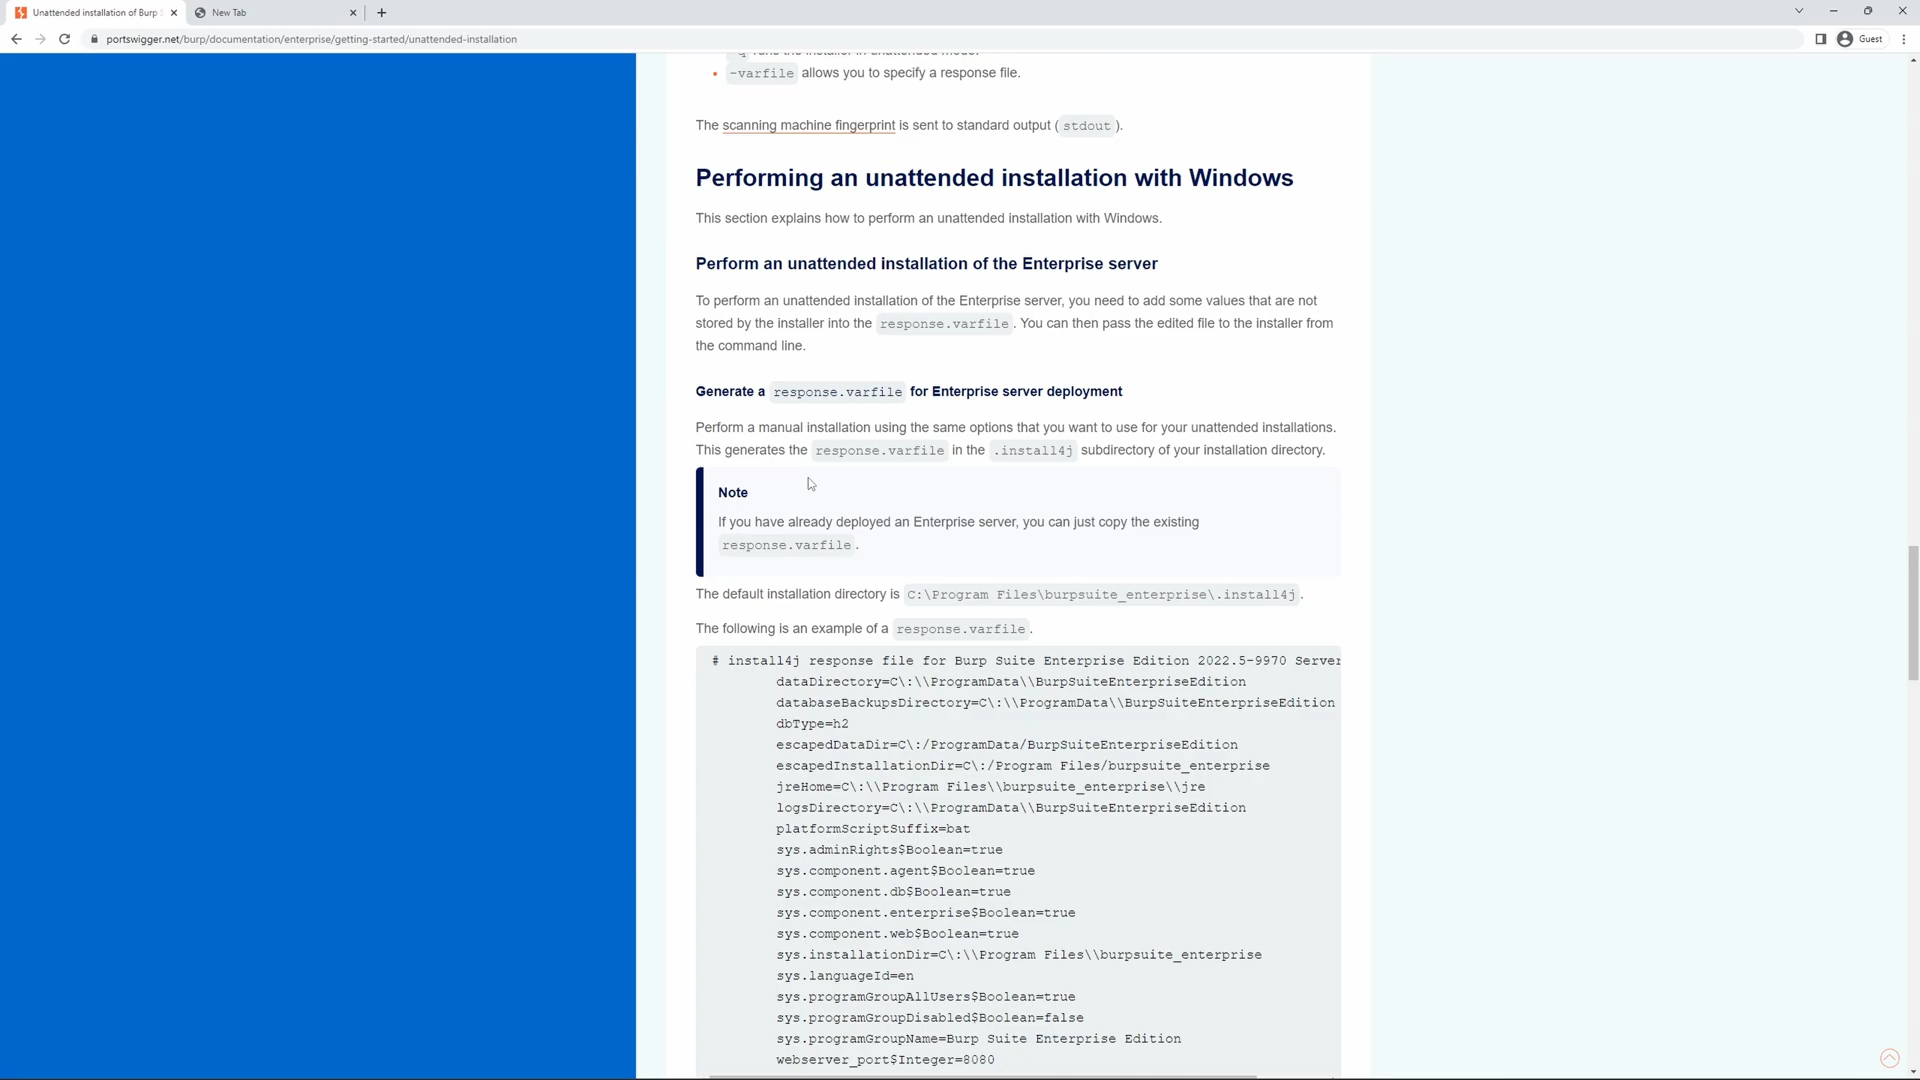 Unattended installation of Burp S
New Tab
portswigger.net/burp/documentation/enterprise/getting-started/unattended-installation
Guest
-q runs the installer in unattended mode.
-varfile allows you to specify a response file.
The scanning machine fingerprint is sent to standard output ( stdout ).
Performing an unattended installation with Windows
This section explains how to perform an unattended installation with Windows.
Perform an unattended installation of the Enterprise server
To perform an unattended installation of the Enterprise server, you need to add some values that are not
stored by the installer into the response.varfile . You can then pass the edited file to the installer from
the command line.
Generate a response.varfile for Enterprise server deployment
Perform a manual installation using the same options that you want to use for your unattended installations.
This generates the response.varfile in the .install4j subdirectory of your installation directory.
Note
If you have already deployed an Enterprise server, you can just copy the existing
response.varfile .
The default installation directory is C:\Program Files\burpsuite_enterprise\.install4j .
The following is an example of a response.varfile .
# install4j response file for Burp Suite Enterprise Edition 2022.5-9970 Server
dataDirectory=C\:\\ProgramData\\BurpSuiteEnterpriseEdition
databaseBackupsDirectory=C\:\\ProgramData\\BurpSuiteEnterpriseEdition
dbType=h2
escapedDataDir=C\:/ProgramData/BurpSuiteEnterpriseEdition
escapedInstallationDir=C\:/Program Files/burpsuite_enterprise
jreHome=C\:\\Program Files\\burpsuite_enterprise\\jre
logsDirectory=C\:\\ProgramData\\BurpSuiteEnterpriseEdition
platformScriptSuffix=bat
sys.adminRights$Boolean=true
sys.component.agent$Boolean=true
sys.component.db$Boolean=true
sys.component.enterprise$Boolean=true
sys.component.web$Boolean=true
sys.installationDir=C\:\\Program Files\\burpsuite_enterprise
sys.languageId=en
sys.programGroupAllUsers$Boolean=true
sys.programGroupDisabled$Boolean=false
sys.programGroupName=Burp Suite Enterprise Edition
webserver_port$Integer=8080